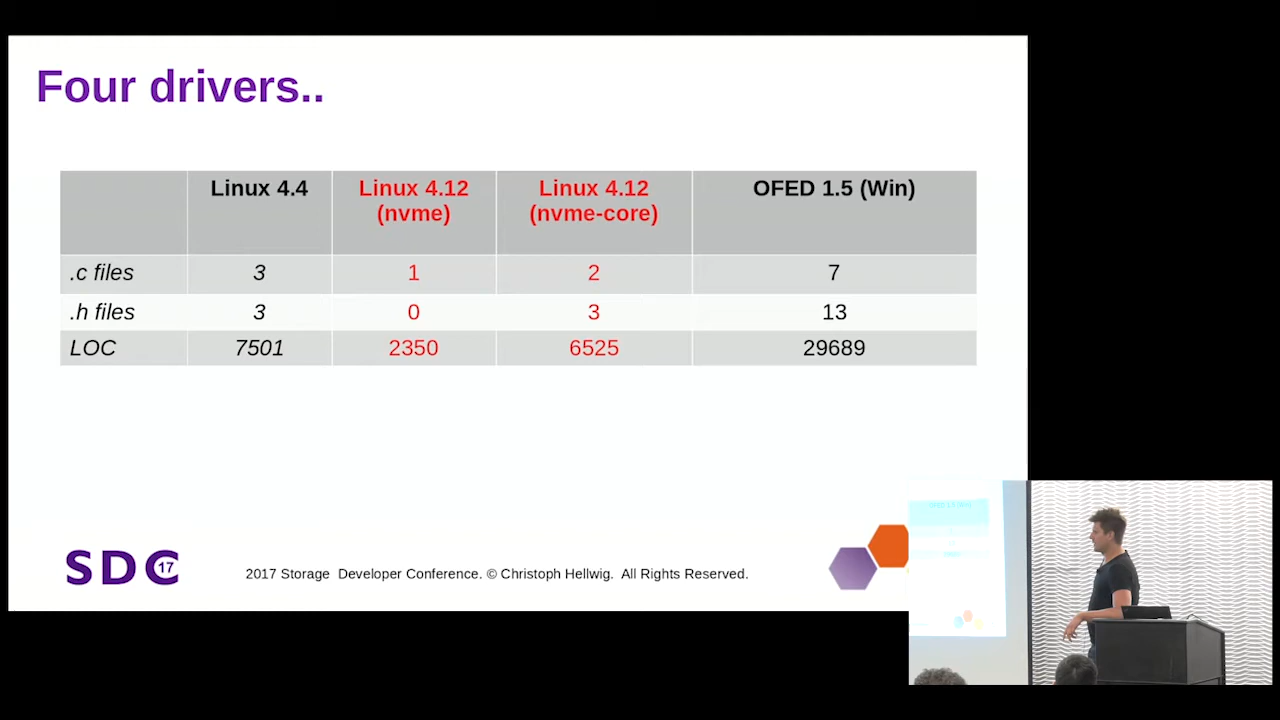 Four drivers..
Linux 4.4 Linux 4.12 (nvme) Linux 4.12 (nvme-core) OFED 1.5 (Win)
.c files 3 1 2 7
.h files 3 0 3 13
LOC 7501 2350 6525 29689
SDC 17
2017 Storage Developer Conference. © Christoph Hellwig. All Rights Reserved.